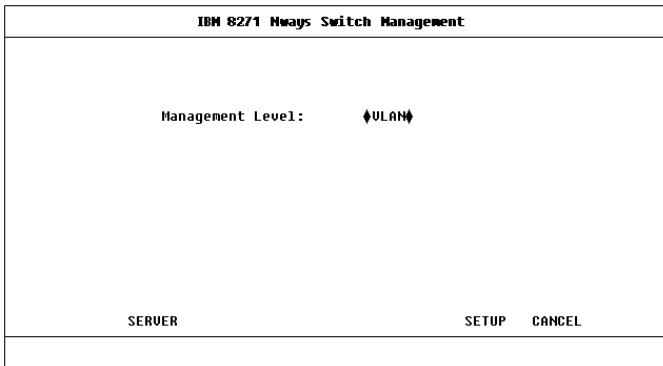 IBM 8271 Nways Switch Management
Management Level: ♦VLAN♦
SERVER SETUP CANCEL